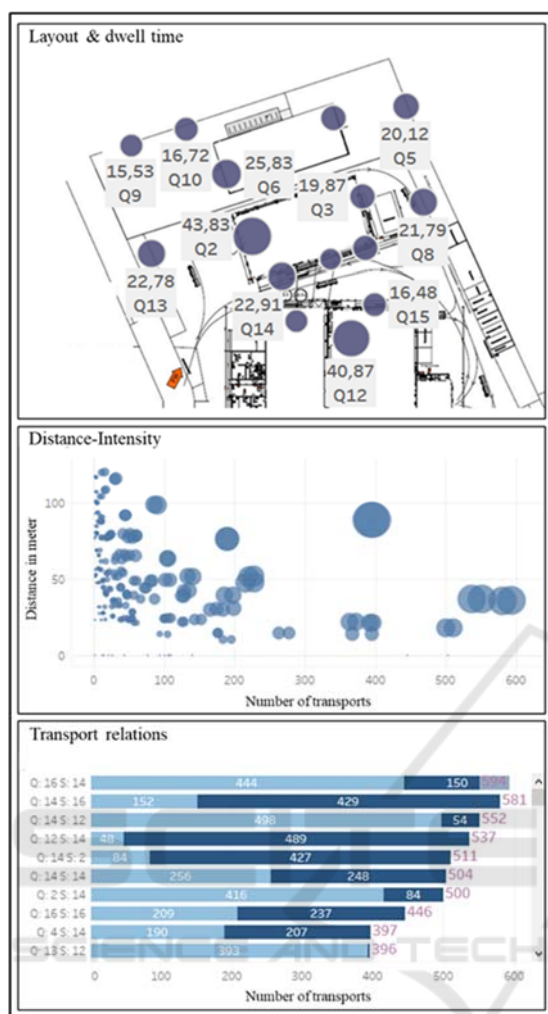 Layout & dwell time
20,12
Q5
15,53
Q9
16,72
Q10
25,83
Q6
19,87
Q3
43,83
Q2
21,79
Q8
22,78
Q13
22,91
Q14
16,48
Q15
40,87
Q12
Distance-Intensity
Distance in meter
100
50
0
0 100 200 300 400 500 600
Number of transports
Transport relations
Q: 16 S: 14 444 150 594
Q: 14 S: 16 152 429 581
Q: 14 S: 12 498 54 552
Q: 12 S: 14 48 489 537
Q: 14 S: 2 84 427 511
Q: 14 S: 14 256 248 504
Q: 2 S: 14 416 84 500
Q: 16 S: 16 209 237 446
Q: 4 S: 14 190 207 397
Q: 13 S: 12 393 396
0 100 200 300 400 500 600
Number of transports